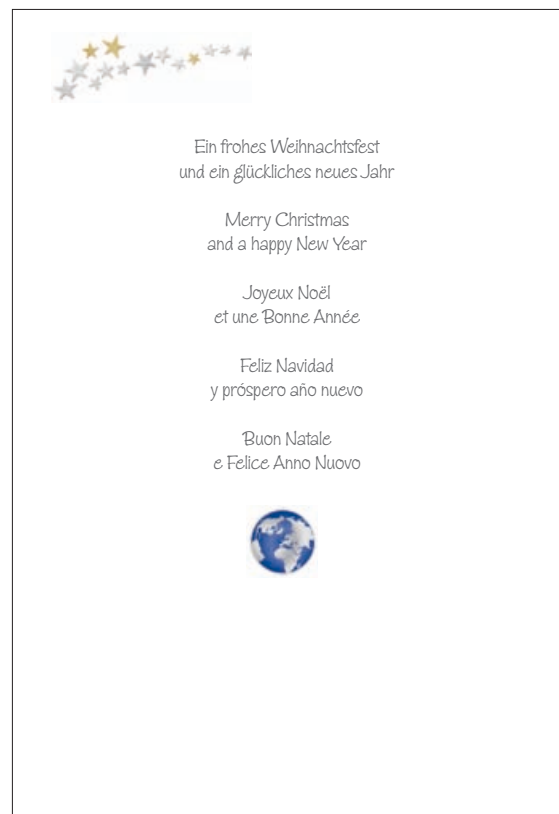 Ein frohes Weihnachtsfest
und ein glückliches neues Jahr
Merry Christmas
and a happy New Year
Joyeux Noël
et une Bonne Année
Feliz Navidad
y próspero año nuevo
Buon Natale
e Felice Anno Nuovo